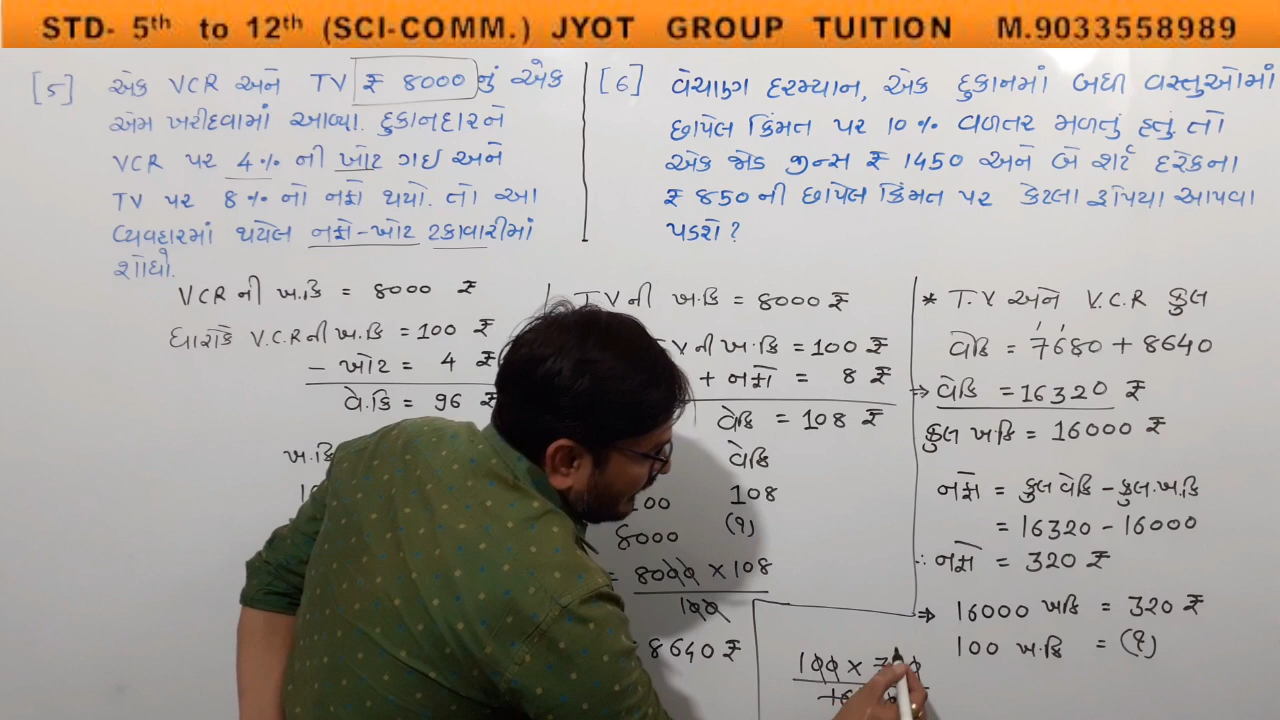 STD- 5th to 12th (SCI-COMM.) JYOT GROUP TUITION M.9033558989
[5] એક VCR અને TV ₹ 8000 નું એક
એમ ખરીદવામાં આવ્યા. દુકાનદારને
VCR પર 4% ની ખોટ ગઈ અને
TV પર 8% નો નફો થયો. તો આ
વ્યવહારમાં થયેલ નફો-ખોટ ટકાવારીમાં
શોધો.
[6] વેચાણ દરમ્યાન, એક દુકાનમાં બધી વસ્તુઓમાં
છાપેલ કિંમત પર 10% વળતર મળતું હતું તો
એક જોડ જીન્સ ₹ 1450 અને બે શર્ટ દરેકના
₹ 850 ની છાપેલ કિંમત પર કેટલા રૂપિયા આપવા
પડશે?
VCR ની ખ.કિ = 8000 ₹
ધારોકે V.C.R ની ખ.કિ = 100 ₹
- ખોટ = 4 ₹
વે.કિ = 96 ₹
ખ.કિ
ની ખ.કિ = 8000 ₹
ની ખ.કિ = 100 ₹
+ નફો = 8 ₹
વેકિ = 108 ₹
વેકિ
100 108
8000 (?)
= 8000 × 108
100
8640 ₹
* T.V અને V.C.R કુલ
વેકિ = 7680 + 8640
⇒ વેકિ = 16320 ₹
કુલ ખ.કિ = 16000 ₹
નફો = કુલ વેકિ - કુલ.ખ.કિ
= 16320 - 16000
∴ નફો = 320 ₹
⇒ 16000 ખકિ = 320 ₹
100 ખ.કિ = (?)
100 ×